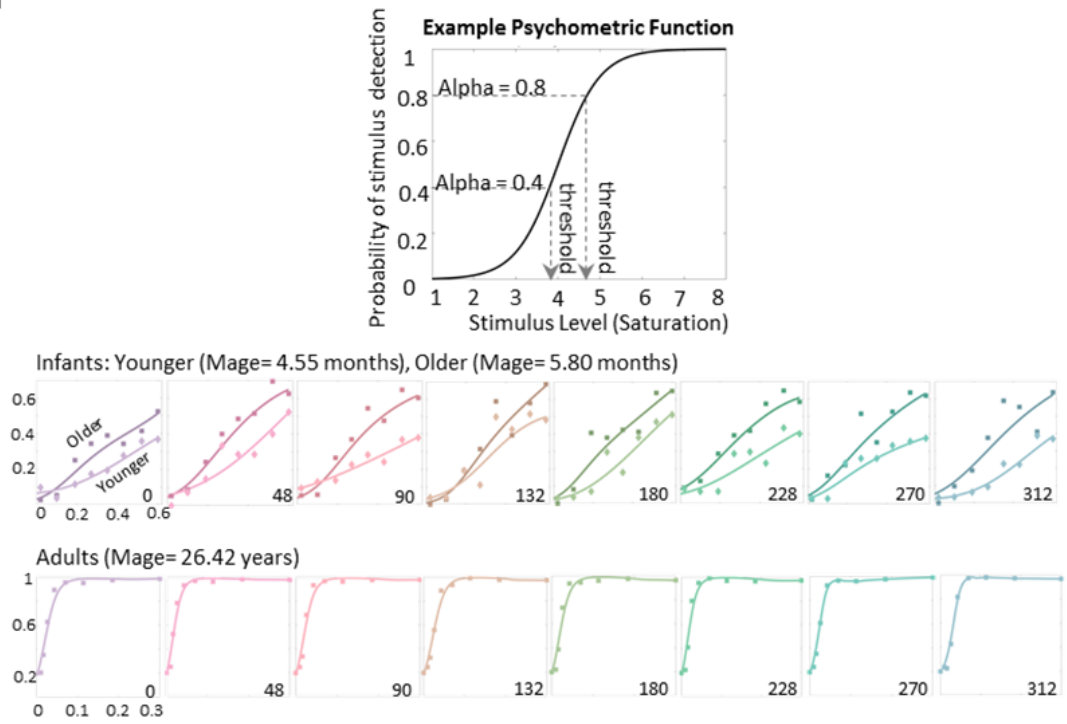 Example Psychometric Function
Probability of stimulus detection
1
0.8
0.6
0.4
0.2
0
Alpha = 0.8
Alpha = 0.4
threshold
threshold
1 2 3 4 5 6 7 8
Stimulus Level (Saturation)
Infants: Younger (Mage= 4.55 months), Older (Mage= 5.80 months)
0.6
0.4
0.2
Older
Younger
0 48 90 132 180 228 270 312
0 0.2 0.4 0.6
Adults (Mage= 26.42 years)
1
0.6
0.2
0 48 90 132 180 228 270 312
0 0.1 0.2 0.3